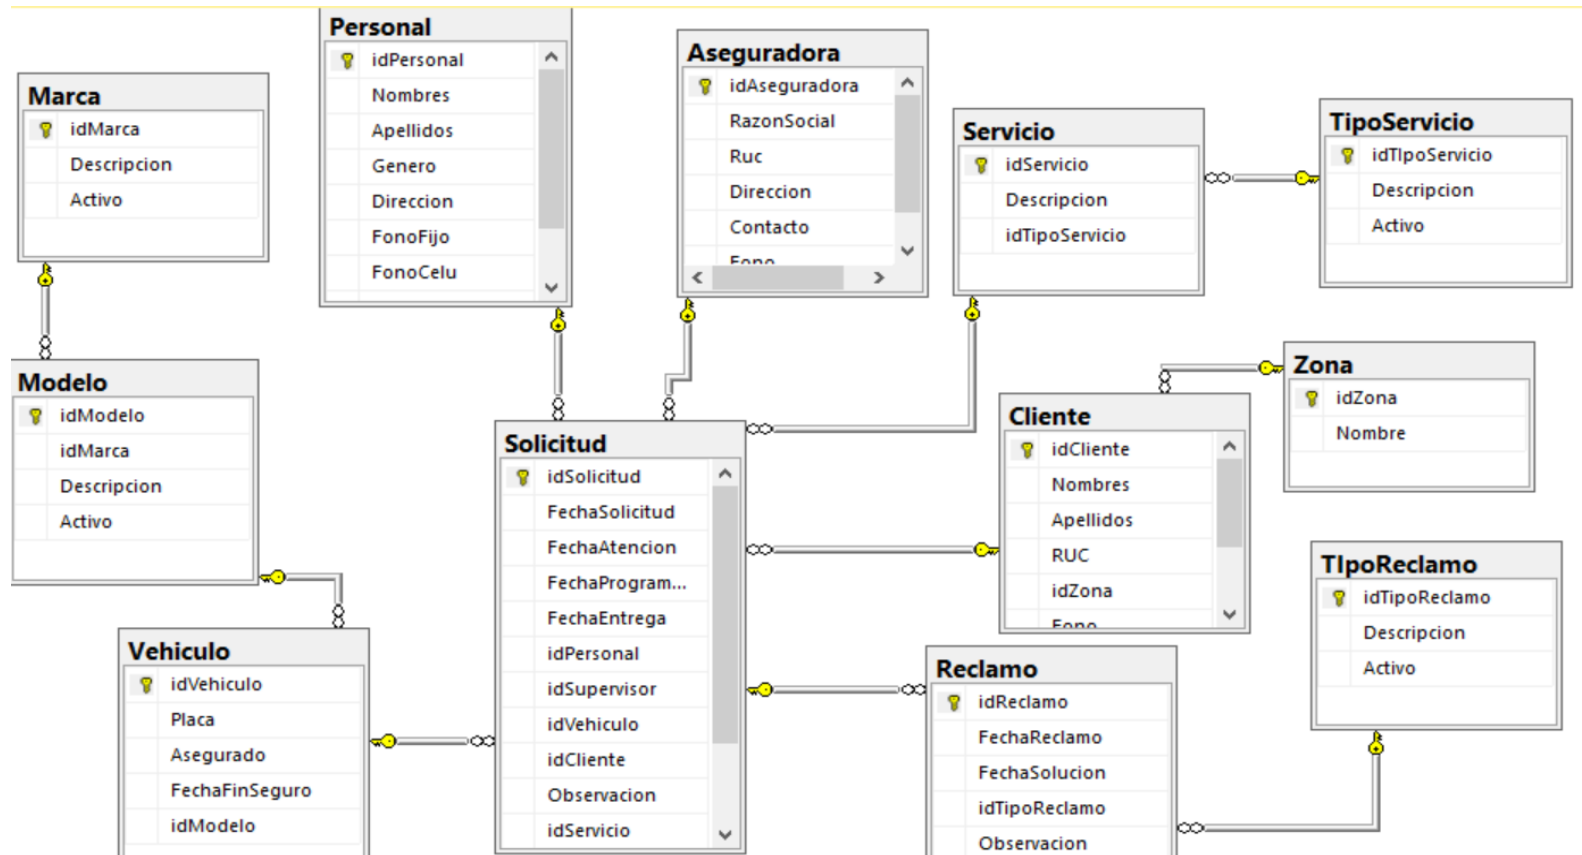 Personal
idPersonal
Nombres
Apellidos
Genero
Direccion
FonoFijo
FonoCelu
Aseguradora
idAseguradora
RazonSocial
Ruc
Direccion
Contacto
Fono
Marca
idMarca
Descripcion
Activo
Servicio
idServicio
Descripcion
idTipoServicio
TipoServicio
idTIpoServicio
Descripcion
Activo
Modelo
idModelo
idMarca
Descripcion
Activo
Solicitud
idSolicitud
FechaSolicitud
FechaAtencion
FechaProgram...
FechaEntrega
idPersonal
idSupervisor
idVehiculo
idCliente
Observacion
idServicio
Cliente
idCliente
Nombres
Apellidos
RUC
idZona
Fono
Zona
idZona
Nombre
Vehiculo
idVehiculo
Placa
Asegurado
FechaFinSeguro
idModelo
Reclamo
idReclamo
FechaReclamo
FechaSolucion
idTipoReclamo
Observacion
TIpoReclamo
idTipoReclamo
Descripcion
Activo